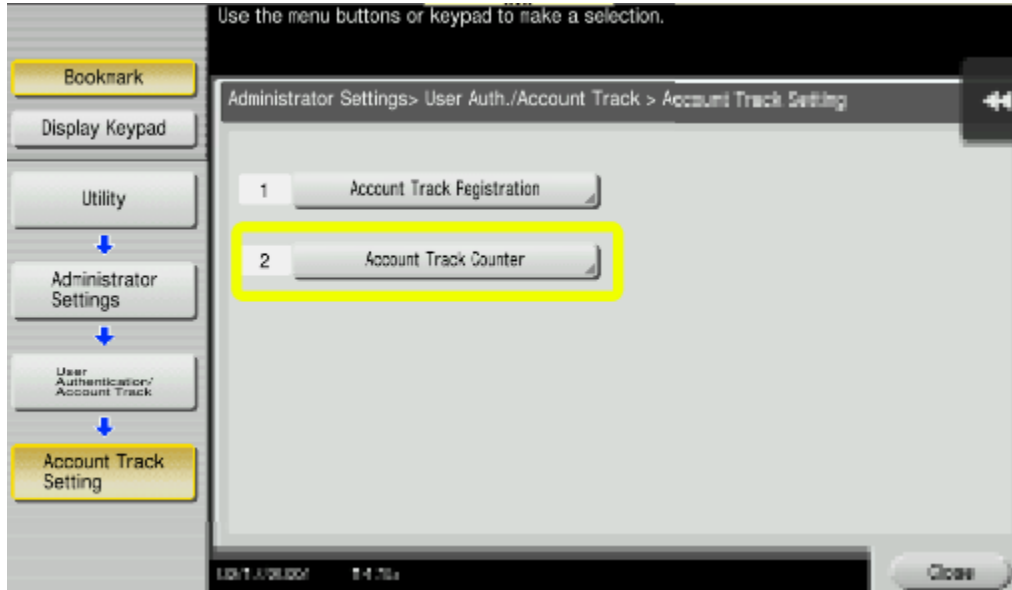 Use the menu buttons or keypad to make a selection.
Bookmark
Display Keypad
Utility
Administrator
Settings
User
Authentication/
Account Track
Account Track
Setting
Administrator Settings> User Auth./Account Track > Account Track Setting
1 Account Track Registration
2 Account Track Counter
Close